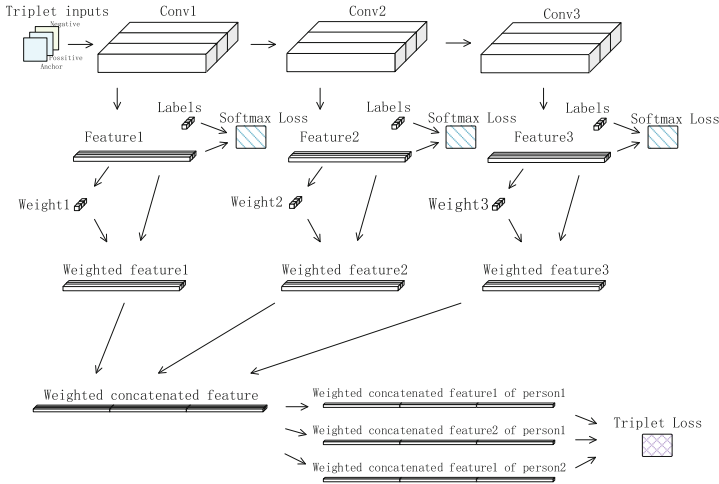 Triplet inputs
Negative
Possitive
Anchor
Conv1
Conv2
Conv3
Labels
Softmax Loss
Feature1
Labels
Softmax Loss
Feature2
Labels
Softmax Loss
Feature3
Weight1
Weight2
Weight3
Weighted feature1
Weighted feature2
Weighted feature3
Weighted concatenated feature
Weighted concatenated feature1 of person1
Weighted concatenated feature2 of person1
Weighted concatenated feature1 of person2
Triplet Loss